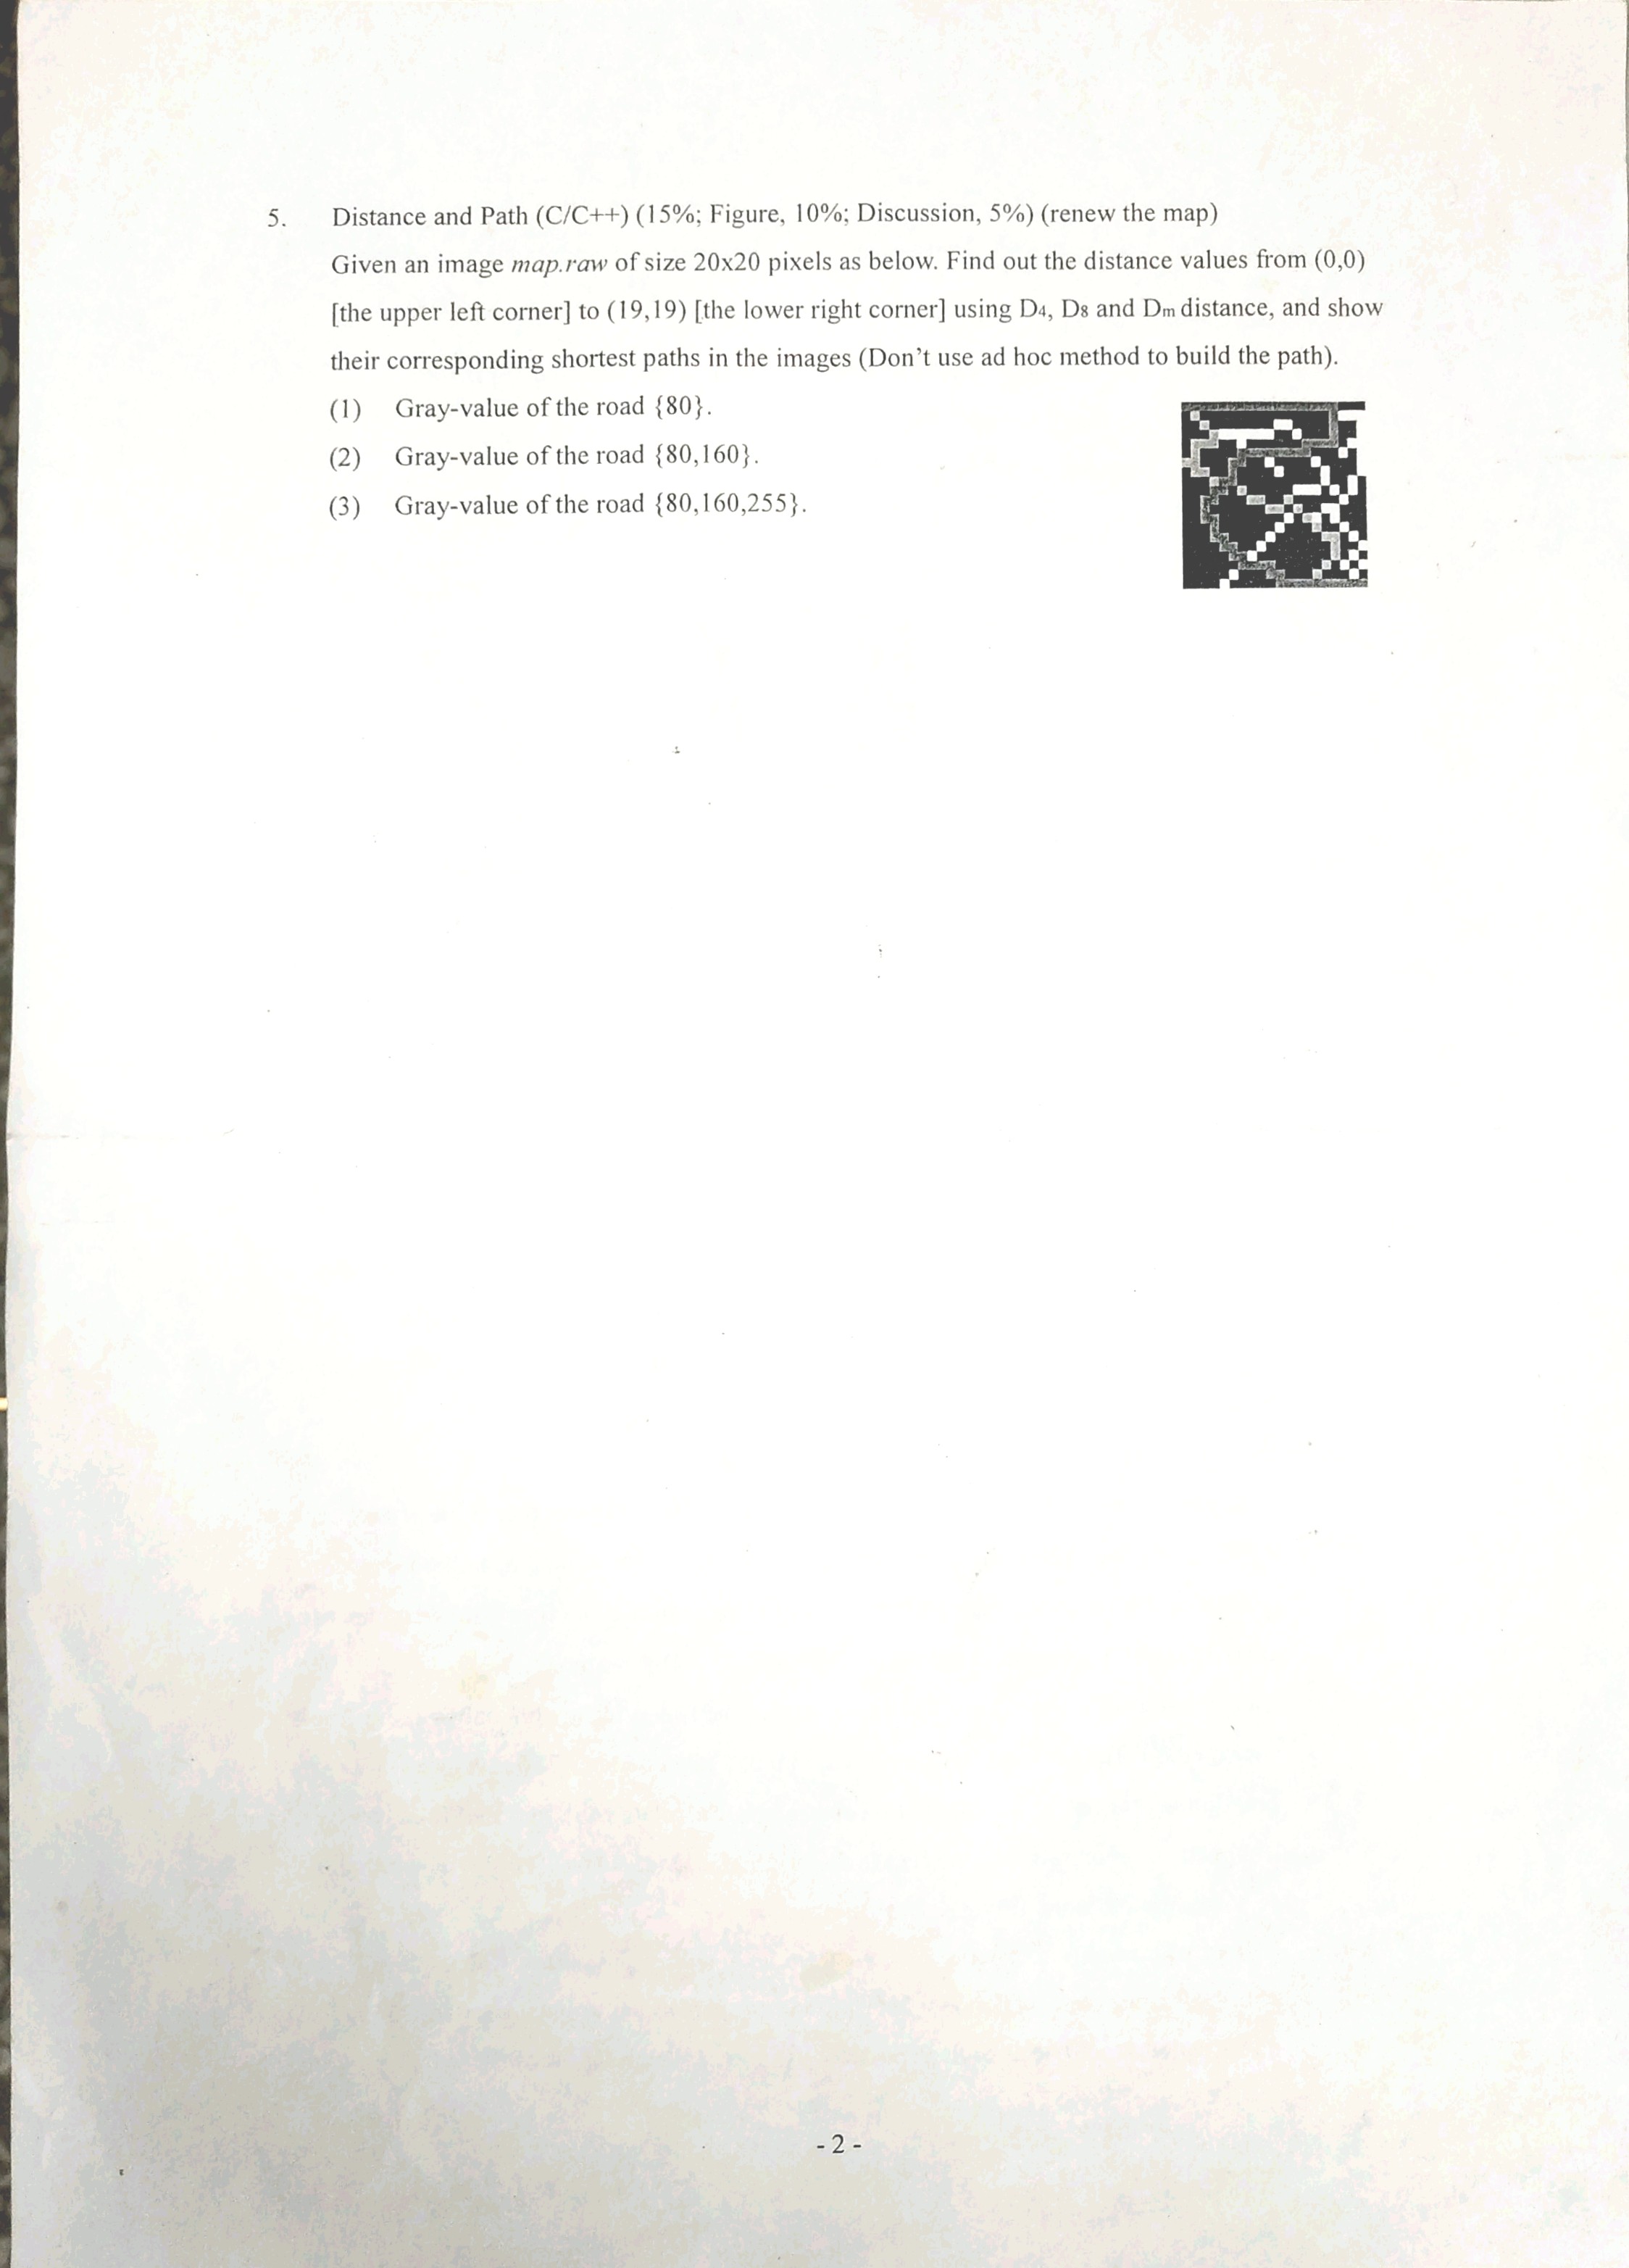 5. Distance and Path (C/C++) (15%; Figure, 10%; Discussion, 5%) (renew the map)
Given an image map.raw of size 20x20 pixels as below. Find out the distance values from (0,0)
[the upper left corner] to (19,19) [the lower right corner] using D4, D8 and Dm distance, and show
their corresponding shortest paths in the images (Don't use ad hoc method to build the path).
(1) Gray-value of the road {80}.
(2) Gray-value of the road {80,160}.
(3) Gray-value of the road {80,160,255}.
- 2 -